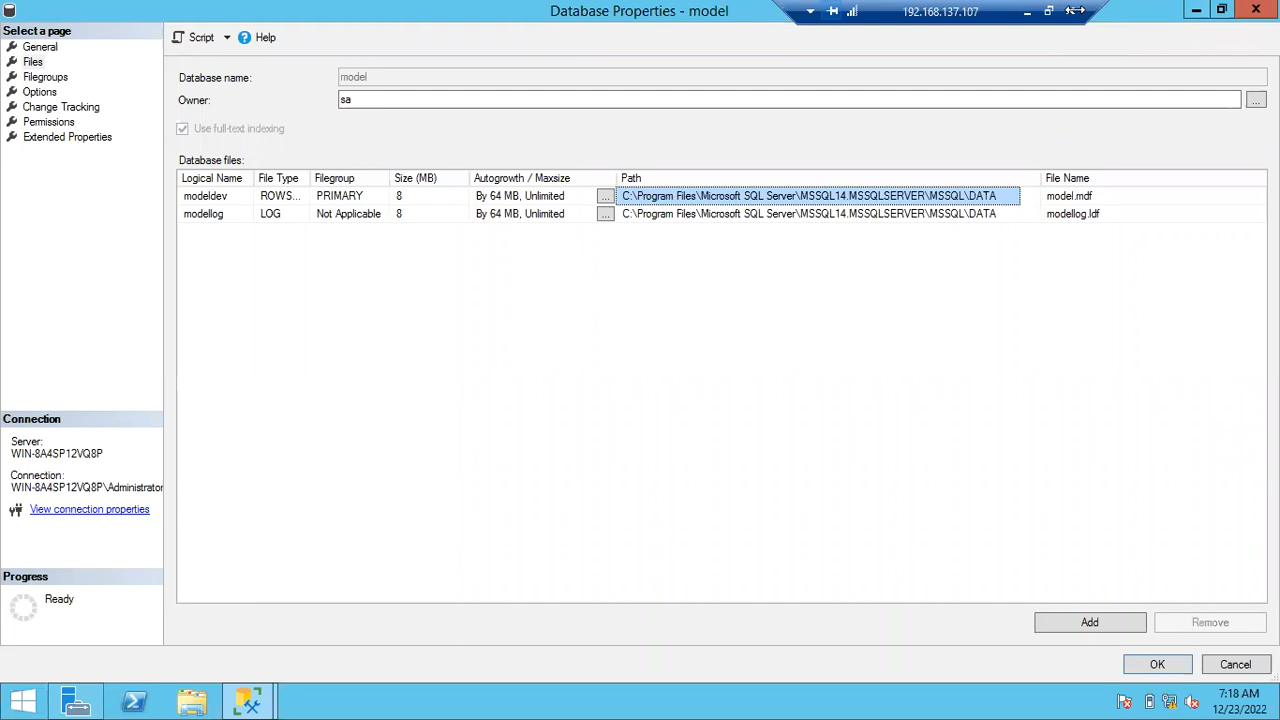 Database Properties - model
192.168.137.107
Select a page
General
Files
Filegroups
Options
Change Tracking
Permissions
Extended Properties
Script
Help
Database name:
model
Owner:
sa
...
Use full-text indexing
Database files:
Logical Name File Type Filegroup Size (MB) Autogrowth / Maxsize Path File Name
modeldev ROWS... PRIMARY 8 By 64 MB, Unlimited ... C:\Program Files\Microsoft SQL Server\MSSQL14.MSSQLSERVER\MSSQL\DATA model.mdf
modellog LOG Not Applicable 8 By 64 MB, Unlimited ... C:\Program Files\Microsoft SQL Server\MSSQL14.MSSQLSERVER\MSSQL\DATA modellog.ldf
Connection
Server:
WIN-8A4SP12VQ8P
Connection:
WIN-8A4SP12VQ8P\Administrator
View connection properties
Progress
Ready
Add
Remove
OK
Cancel
7:18 AM
12/23/2022